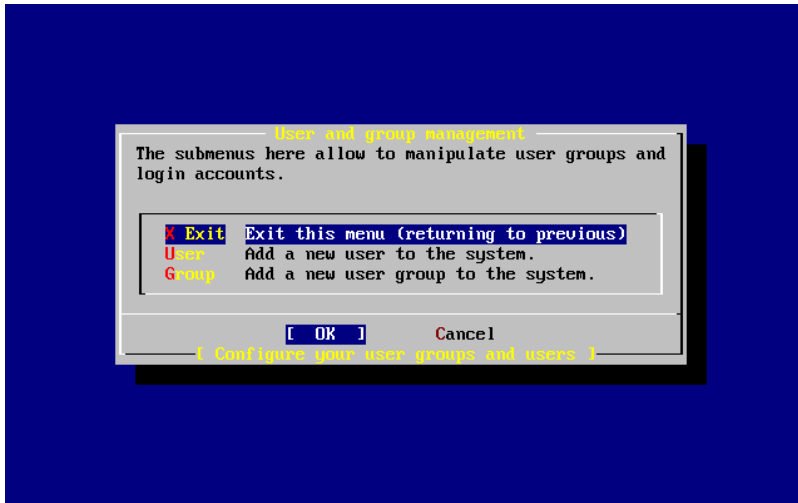 User and group management
The submenus here allow to manipulate user groups and
login accounts.
X Exit Exit this menu (returning to previous)
User Add a new user to the system.
Group Add a new user group to the system.
[ OK ] Cancel
[ Configure your user groups and users ]